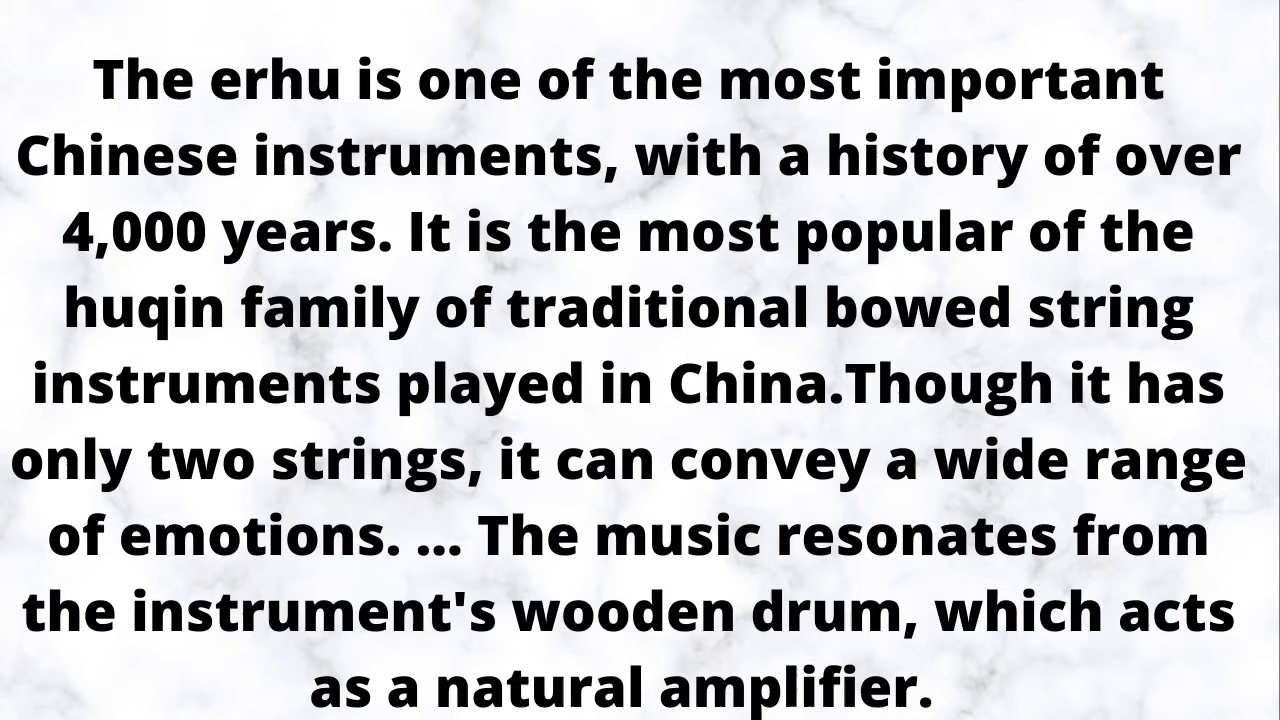 The erhu is one of the most important
Chinese instruments, with a history of over
4,000 years. It is the most popular of the
huqin family of traditional bowed string
instruments played in China.Though it has
only two strings, it can convey a wide range
of emotions. ... The music resonates from
the instrument's wooden drum, which acts
as a natural amplifier.